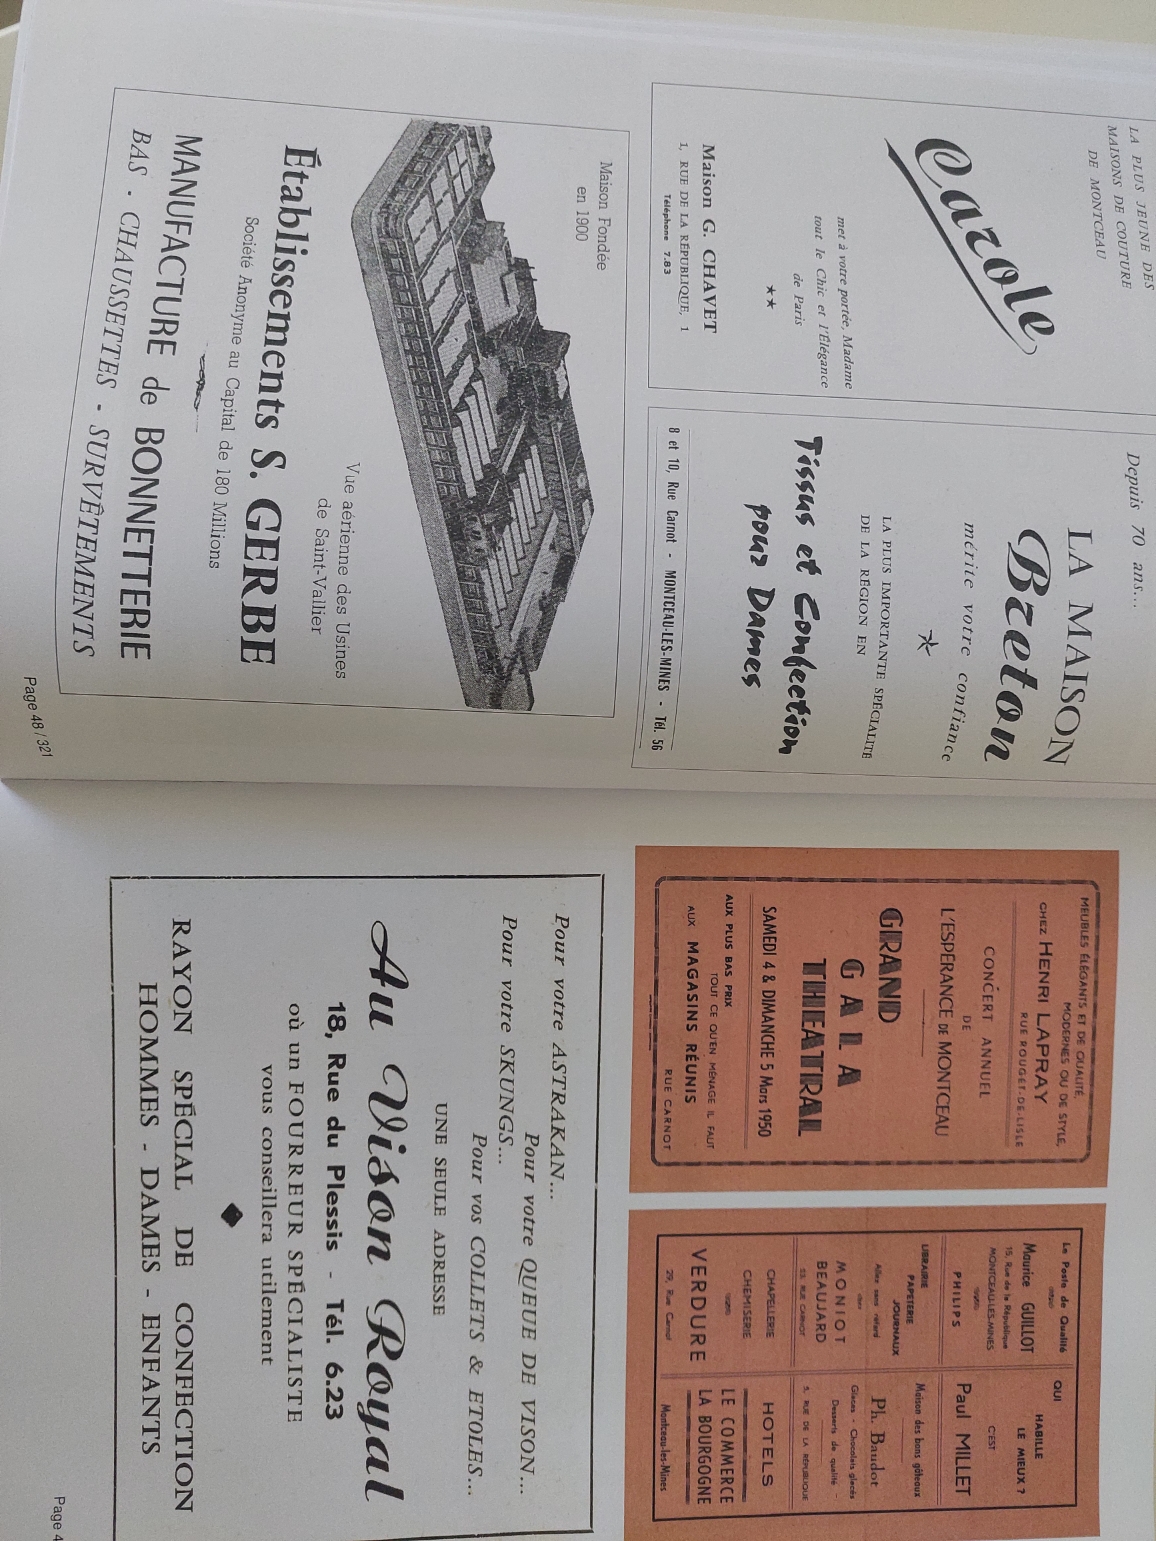 LA PLUS JEUNE DES
MAISONS DE COUTURE
DE MONTCEAU
Carole
met à votre portée, Madame
tout le Chic et l'Élégance
de Paris
★★
Maison G. CHAVET
1, RUE DE LA RÉPUBLIQUE, 1
Téléphone 7.83
Depuis 70 ans...
LA MAISON
Breton
mérite votre confiance
LA PLUS IMPORTANTE SPÉCIALITÉ
DE LA RÉGION EN
Tissus et Confection
pour Dames
8 et 10, Rue Carnot - MONTCEAU-LES-MINES - Tél. 56
Maison Fondée
en 1900
Vue aérienne des Usines
de Saint-Vallier
Établissements S. GERBE
Société Anonyme au Capital de 180 Millions
MANUFACTURE de BONNETTERIE
BAS - CHAUSSETTES - SURVÊTEMENTS
Page 48 / 321
MEUBLES ÉLÉGANTS ET DE QUALITÉ,
MODERNES OU DE STYLE,
CHEZ HENRI LAPRAY
RUE ROUGET-DE-LISLE
CONCERT ANNUEL
DE
L'ESPÉRANCE DE MONTCEAU
GRAND
GALA
THEATRAL
SAMEDI 4 & DIMANCHE 5 Mars 1950
AUX PLUS BAS PRIX
TOUT CE QU'EN MÉNAGE IL FAUT
AUX MAGASINS RÉUNIS
RUE CARNOT
Le Poste de Qualité
Maurice GUILLOT
15, Rue de la République
MONTCEAU-LES-MINES
PHILIPS
LIBRAIRIE
PAPETERIE
JOURNAUX
Allez sans retard
chez
MONIOT
BEAUJARD
23, RUE CARNOT
CHAPELLERIE
CHEMISERIE
VERDURE
29, Rue Carnot
QUI
HABILLE
LE MIEUX ?
C'EST
Paul MILLET
Maison des bons gâteaux
Ph. Baudot
Glaces - Chocolats glacés
Desserts de qualité -
5, RUE DE LA RÉPUBLIQUE
HOTELS
LE COMMERCE
LA BOURGOGNE
Montceau-les-Mines
Pour votre ASTRAKAN...
Pour votre QUEUE DE VISON...
Pour votre SKUNGS...
Pour vos COLLETS & ETOLES...
UNE SEULE ADRESSE
Au Vison Royal
18, Rue du Plessis - Tél. 6.23
où un FOURREUR SPÉCIALISTE
vous conseillera utilement
RAYON SPÉCIAL DE CONFECTION
HOMMES - DAMES - ENFANTS
Page 4